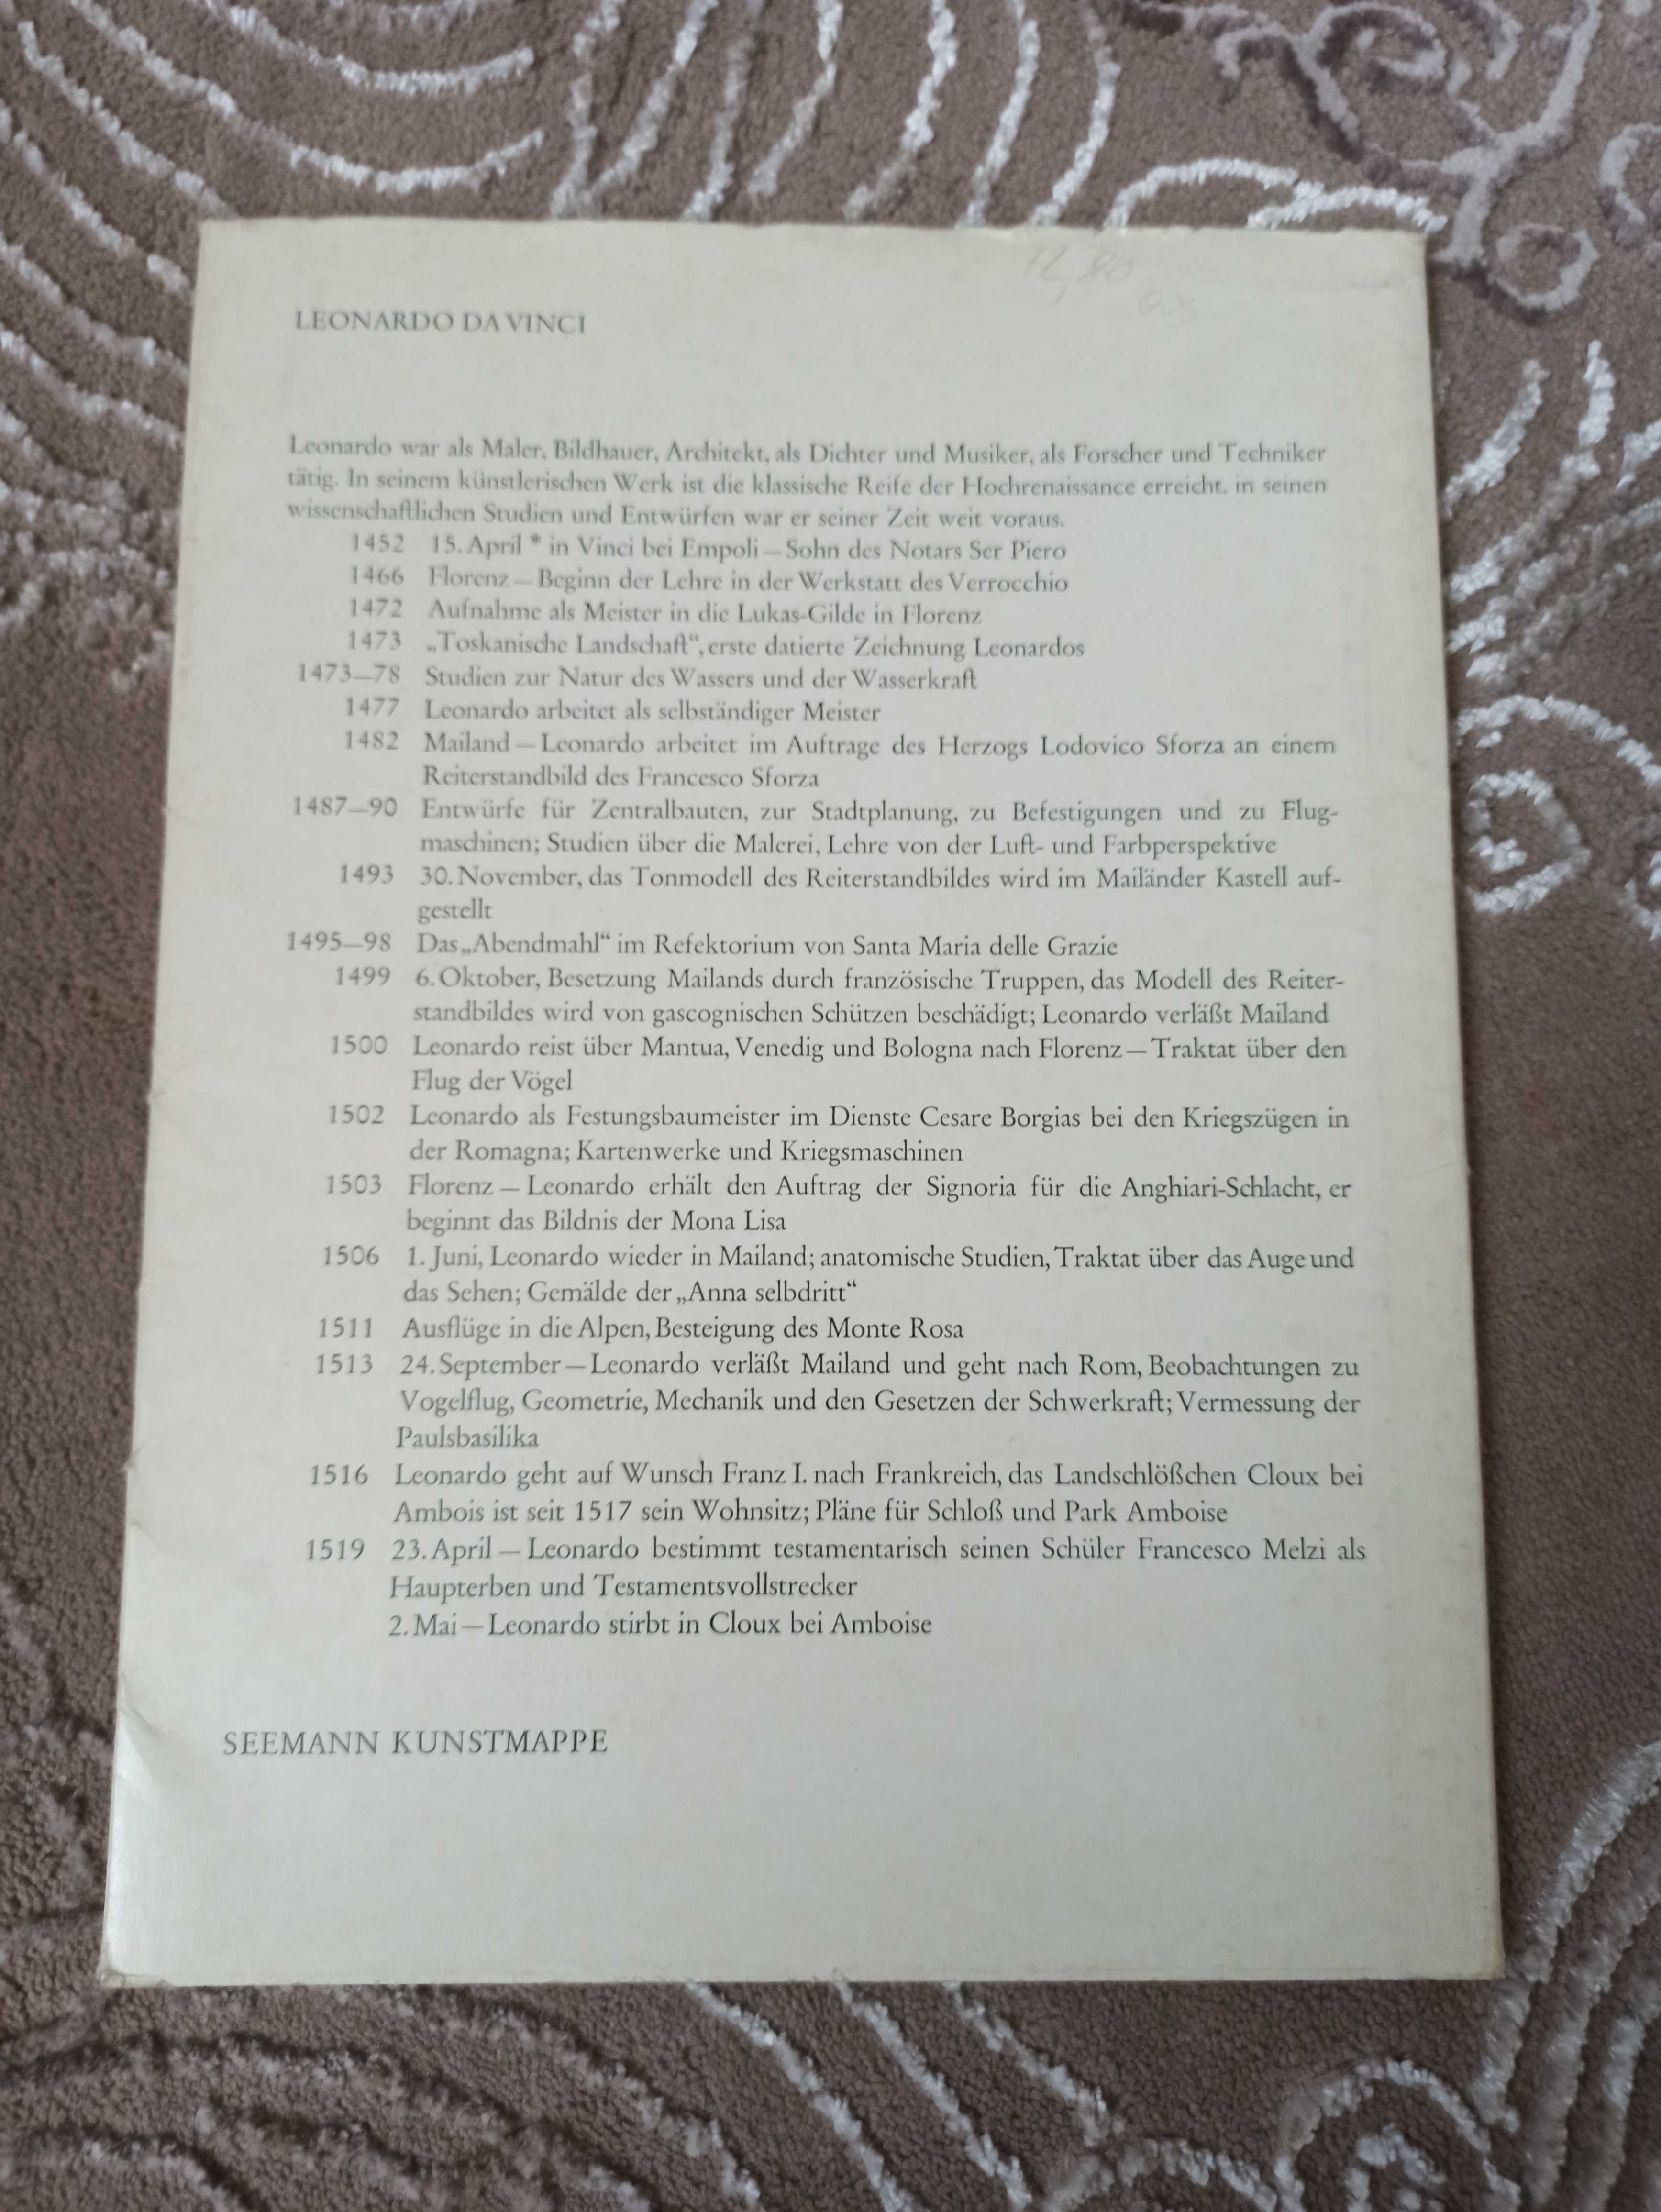 12,80
LEONARDO DA VINCI
Leonardo war als Maler, Bildhauer, Architekt, als Dichter und Musiker, als Forscher und Techniker
tätig. In seinem künstlerischen Werk ist die klassische Reife der Hochrenaissance erreicht, in seinen
wissenschaftlichen Studien und Entwürfen war er seiner Zeit weit voraus.
1452 15. April * in Vinci bei Empoli — Sohn des Notars Ser Piero
1466 Florenz — Beginn der Lehre in der Werkstatt des Verrocchio
1472 Aufnahme als Meister in die Lukas-Gilde in Florenz
1473 „Toskanische Landschaft“, erste datierte Zeichnung Leonardos
1473—78 Studien zur Natur des Wassers und der Wasserkraft
1477 Leonardo arbeitet als selbständiger Meister
1482 Mailand — Leonardo arbeitet im Auftrage des Herzogs Lodovico Sforza an einem
Reiterstandbild des Francesco Sforza
1487—90 Entwürfe für Zentralbauten, zur Stadtplanung, zu Befestigungen und zu Flug-
maschinen; Studien über die Malerei, Lehre von der Luft- und Farbperspektive
1493 30. November, das Tonmodell des Reiterstandbildes wird im Mailänder Kastell auf-
gestellt
1495—98 Das „Abendmahl“ im Refektorium von Santa Maria delle Grazie
1499 6. Oktober, Besetzung Mailands durch französische Truppen, das Modell des Reiter-
standbildes wird von gascognischen Schützen beschädigt; Leonardo verläßt Mailand
1500 Leonardo reist über Mantua, Venedig und Bologna nach Florenz — Traktat über den
Flug der Vögel
1502 Leonardo als Festungsbaumeister im Dienste Cesare Borgias bei den Kriegszügen in
der Romagna; Kartenwerke und Kriegsmaschinen
1503 Florenz — Leonardo erhält den Auftrag der Signoria für die Anghiari-Schlacht, er
beginnt das Bildnis der Mona Lisa
1506 1. Juni, Leonardo wieder in Mailand; anatomische Studien, Traktat über das Auge und
das Sehen; Gemälde der „Anna selbdritt“
1511 Ausflüge in die Alpen, Besteigung des Monte Rosa
1513 24. September — Leonardo verläßt Mailand und geht nach Rom, Beobachtungen zu
Vogelflug, Geometrie, Mechanik und den Gesetzen der Schwerkraft; Vermessung der
Paulsbasilika
1516 Leonardo geht auf Wunsch Franz I. nach Frankreich, das Landschlößchen Cloux bei
Ambois ist seit 1517 sein Wohnsitz; Pläne für Schloß und Park Amboise
1519 23. April — Leonardo bestimmt testamentarisch seinen Schüler Francesco Melzi als
Haupterben und Testamentsvollstrecker
2. Mai — Leonardo stirbt in Cloux bei Amboise
SEEMANN KUNSTMAPPE